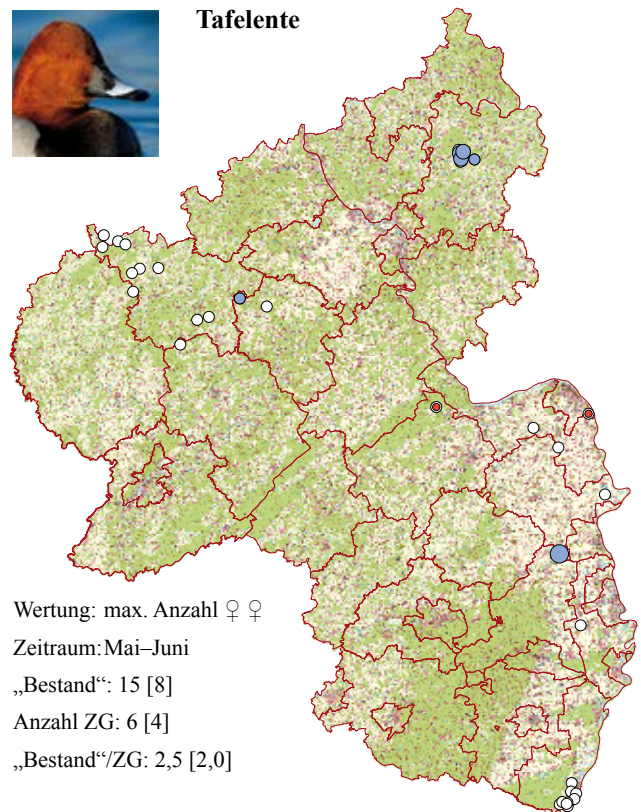 Tafelente
Wertung: max. Anzahl ♀ ♀
Zeitraum: Mai–Juni
„Bestand“: 15 [8]
Anzahl ZG: 6 [4]
„Bestand“/ZG: 2,5 [2,0]